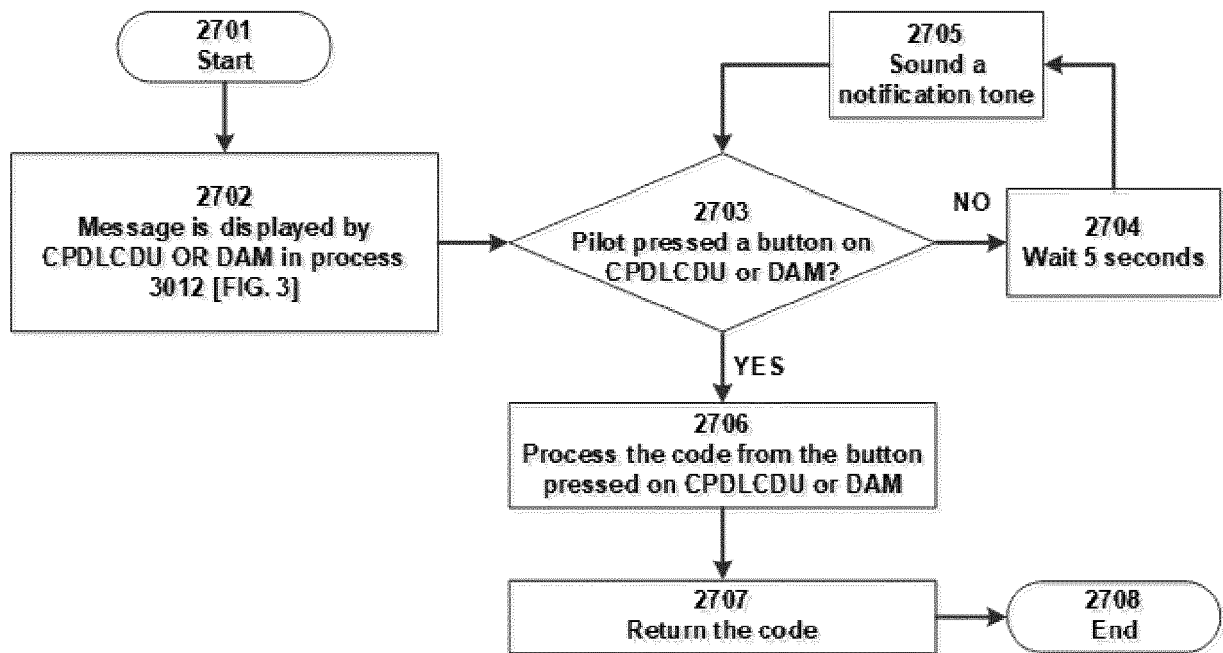 2701
Start
2702
Message is displayed by
CPDLCDU OR DAM in process
3012 [FIG. 3]
2703
Pilot pressed a button on
CPDLCDU or DAM?
NO
2704
Wait 5 seconds
2705
Sound a
notification tone
YES
2706
Process the code from the button
pressed on CPDLCDU or DAM
2707
Return the code
2708
End